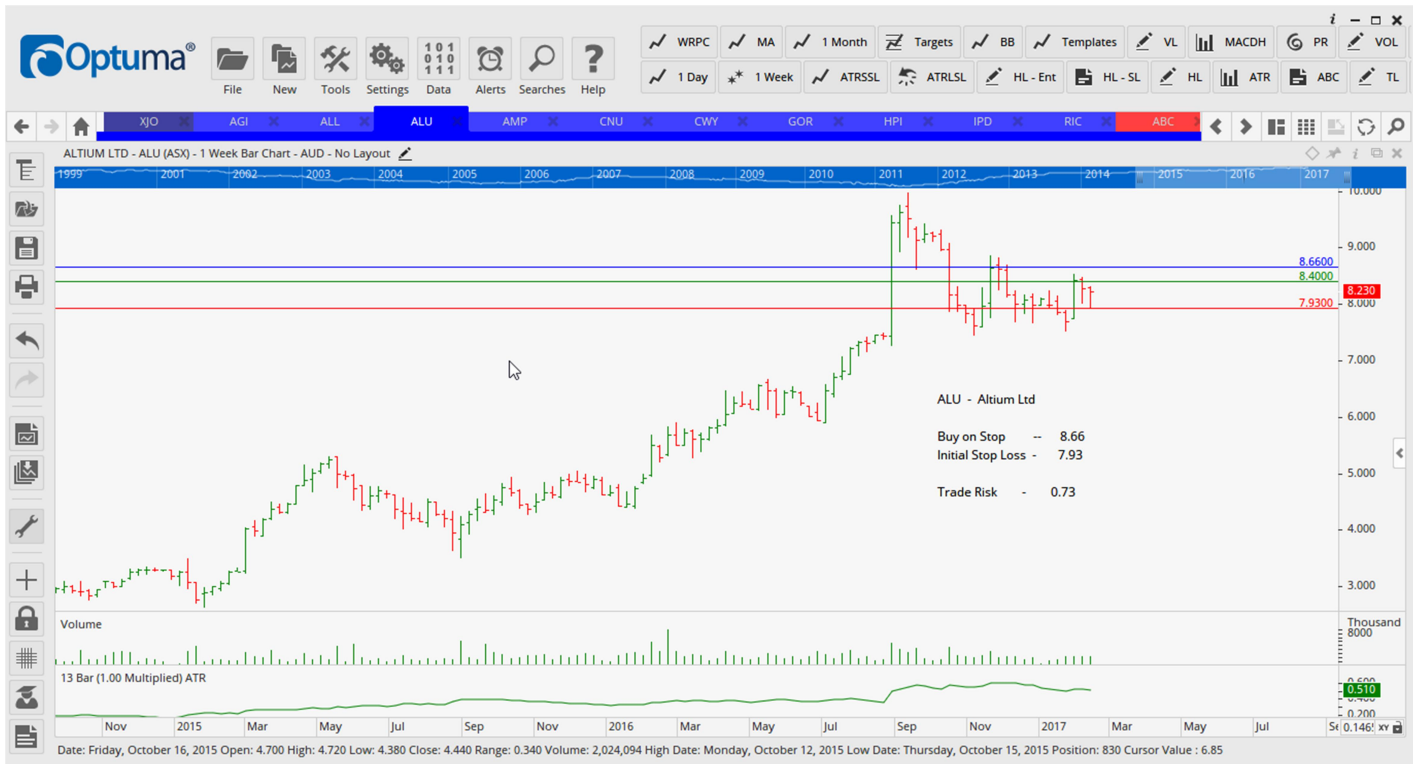 i
Optuma®
File
New
Tools
Settings
101
010
111
Data
Alerts
Searches
?
Help
WRPC
MA
1 Month
Targets
BB
Templates
VL
MACDH
PR
VOL
1 Day
1 Week
ATRSSL
ATRLSL
HL - Ent
HL - SL
HL
ATR
ABC
TL
XJO
AGI
ALL
ALU
AMP
CNU
CWY
GOR
HPI
IPD
RIC
ABC
ALTIUM LTD - ALU (ASX) - 1 Week Bar Chart - AUD - No Layout
i
1999 2001 2002 2003 2004 2005 2006 2007 2008 2009 2010 2011 2012 2013 2014 2015 2016 2017
10.000
9.000
8.6600
8.4000
8.230
8.000
7.9300
7.000
ALU - Altium Ltd
6.000
Buy on Stop -- 8.66
Initial Stop Loss - 7.93
5.000
Trade Risk - 0.73
4.000
3.000
Volume
Thousand
8000
13 Bar (1.00 Multiplied) ATR
0.600
0.510
0.400
0.200
Nov 2015 Mar May Jul Sep Nov 2016 Mar May Jul Sep Nov 2017 Mar May Jul
XY
Date: Friday, October 16, 2015 Open: 4.700 High: 4.720 Low: 4.380 Close: 4.440 Range: 0.340 Volume: 2,024,094 High Date: Monday, October 12, 2015 Low Date: Thursday, October 15, 2015 Position: 830 Cursor Value : 6.85